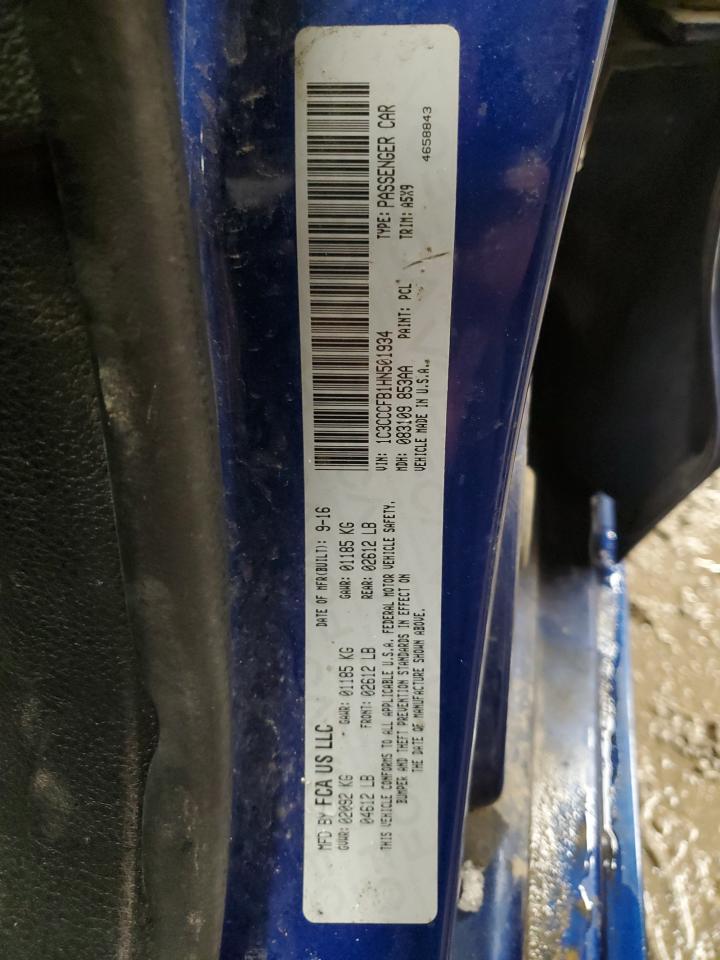 MFD BY FCA US LLC DATE OF MFR(BUILT): 9-16
GVWR: 02092 KG GAWR: 01185 KG GAWR: 01185 KG
04612 LB FRONT: 02612 LB REAR: 02612 LB
THIS VEHICLE CONFORMS TO ALL APPLICABLE U.S.A. FEDERAL MOTOR VEHICLE SAFETY,
BUMPER AND THEFT PREVENTION STANDARDS IN EFFECT ON
THE DATE OF MANUFACTURE SHOWN ABOVE.
VIN: 1C3CCCFB1HN501934 TYPE: PASSENGER CAR
MDH: 083109 853AA PAINT: PCL TRIM: A5X9
VEHICLE MADE IN U.S.A. 4658843